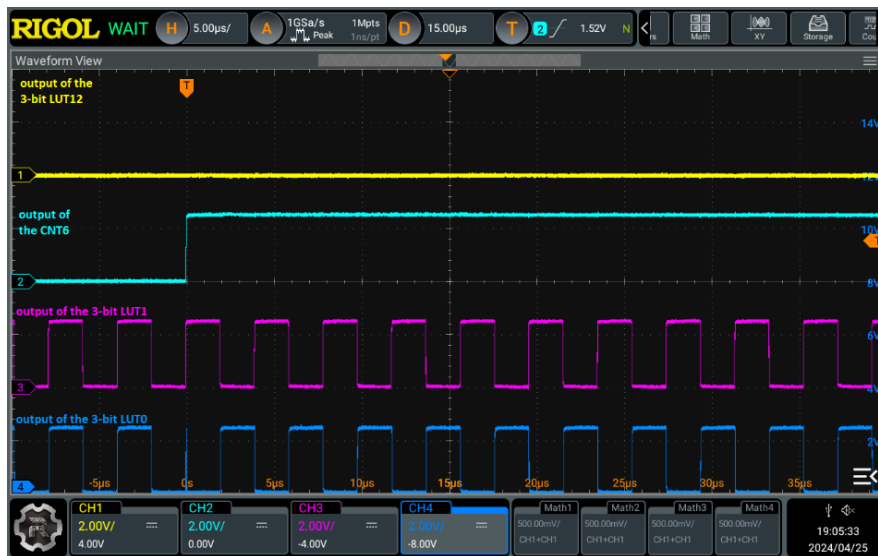 RIGOL WAIT H 5.00μs/ A 1GSa/s Peak 1Mpts 1ns/pt D 15.00μs T 2 1.52V N Math XY Storage
Waveform View
output of the
3-bit LUT12
T
14V
1
12V
output of
the CNT6
10V
T
2
8V
output of the 3-bit LUT1
6V
3
4V
output of the 3-bit LUT0
2V
4
-5μs 0s 5μs 10μs 15μs 20μs 25μs 30μs 35μs
CH1 CH2 CH3 CH4 Math1 Math2 Math3 Math4
2.00V/ 2.00V/ 2.00V/ 2.00V/ 500.00mV/ 500.00mV/ 500.00mV/ 500.00mV/
4.00V 0.00V -4.00V -8.00V CH1+CH1 CH1+CH1 CH1+CH1 CH1+CH1
19:05:33
2024/04/25